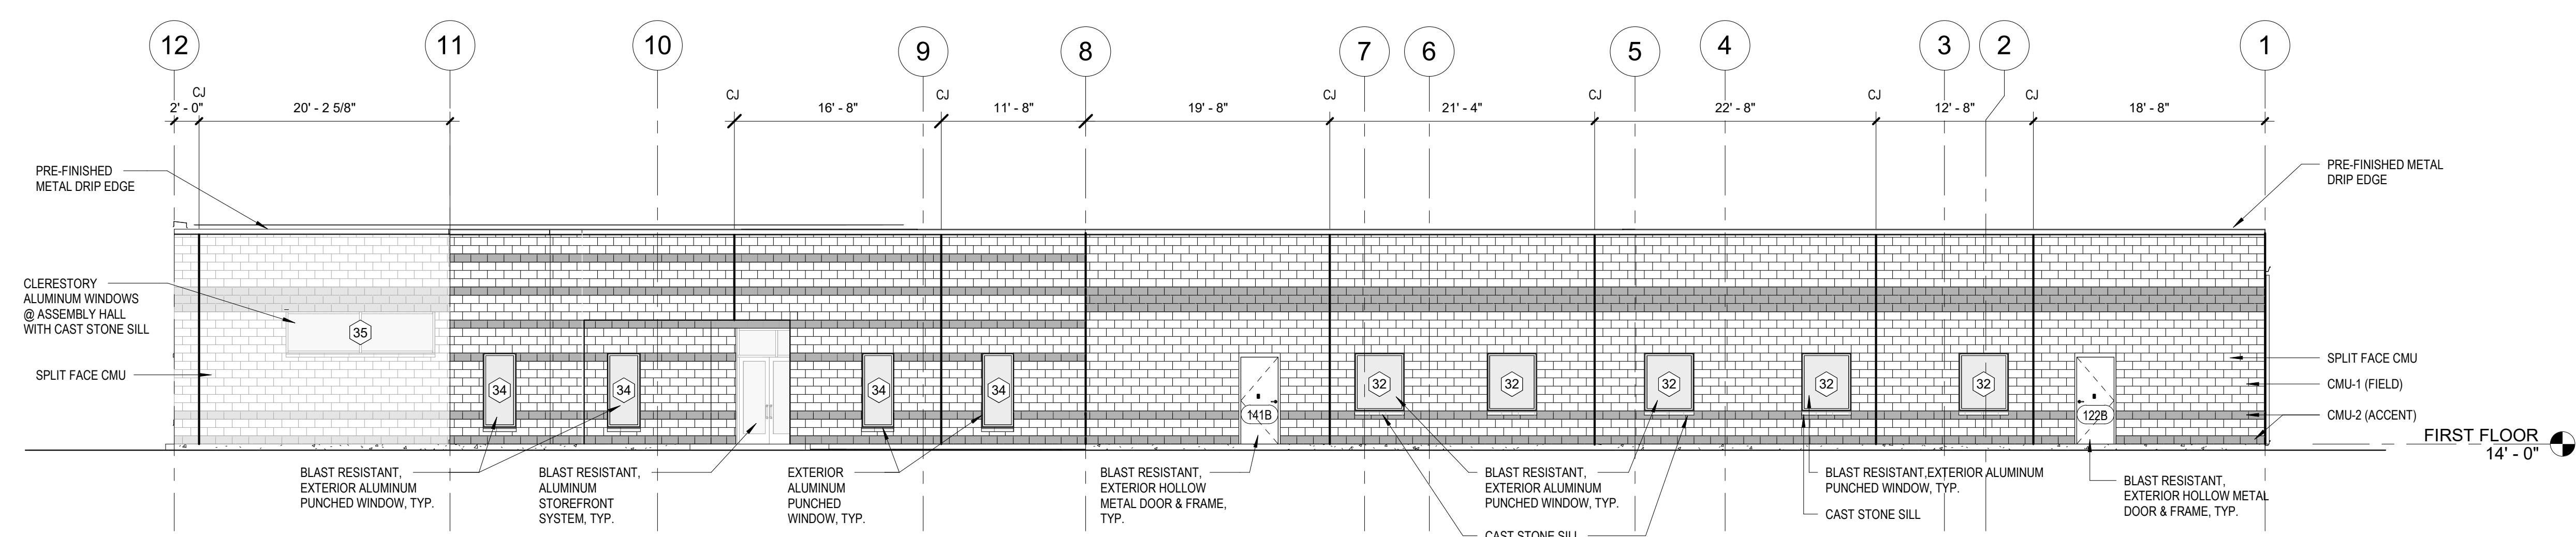 12
11
10
9
8
7
6
5
4
3
2
1
CJ
CJ
CJ
CJ
CJ
CJ
CJ
2' - 0"
20' - 2 5/8"
16' - 8"
11' - 8"
19' - 8"
21' - 4"
22' - 8"
12' - 8"
18' - 8"
PRE-FINISHED
METAL DRIP EDGE
PRE-FINISHED METAL
DRIP EDGE
CLERESTORY
ALUMINUM WINDOWS
@ ASSEMBLY HALL
WITH CAST STONE SILL
SPLIT FACE CMU
35
34
34
34
34
141B
32
32
32
32
32
122B
SPLIT FACE CMU
CMU-1 (FIELD)
CMU-2 (ACCENT)
FIRST FLOOR
14' - 0"
BLAST RESISTANT,
EXTERIOR ALUMINUM
PUNCHED WINDOW, TYP.
BLAST RESISTANT,
ALUMINUM
STOREFRONT
SYSTEM, TYP.
EXTERIOR
ALUMINUM
PUNCHED
WINDOW, TYP.
BLAST RESISTANT,
EXTERIOR HOLLOW
METAL DOOR & FRAME,
TYP.
BLAST RESISTANT,
EXTERIOR ALUMINUM
PUNCHED WINDOW, TYP.
CAST STONE SILL
BLAST RESISTANT,EXTERIOR ALUMINUM
PUNCHED WINDOW, TYP.
CAST STONE SILL
BLAST RESISTANT,
EXTERIOR HOLLOW METAL
DOOR & FRAME, TYP.